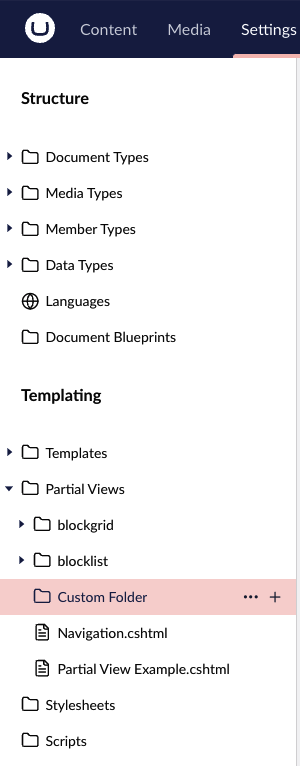 Content Media Settings
Structure
Document Types
Media Types
Member Types
Data Types
Languages
Document Blueprints
Templating
Templates
Partial Views
blockgrid
blocklist
Custom Folder
Navigation.cshtml
Partial View Example.cshtml
Stylesheets
Scripts